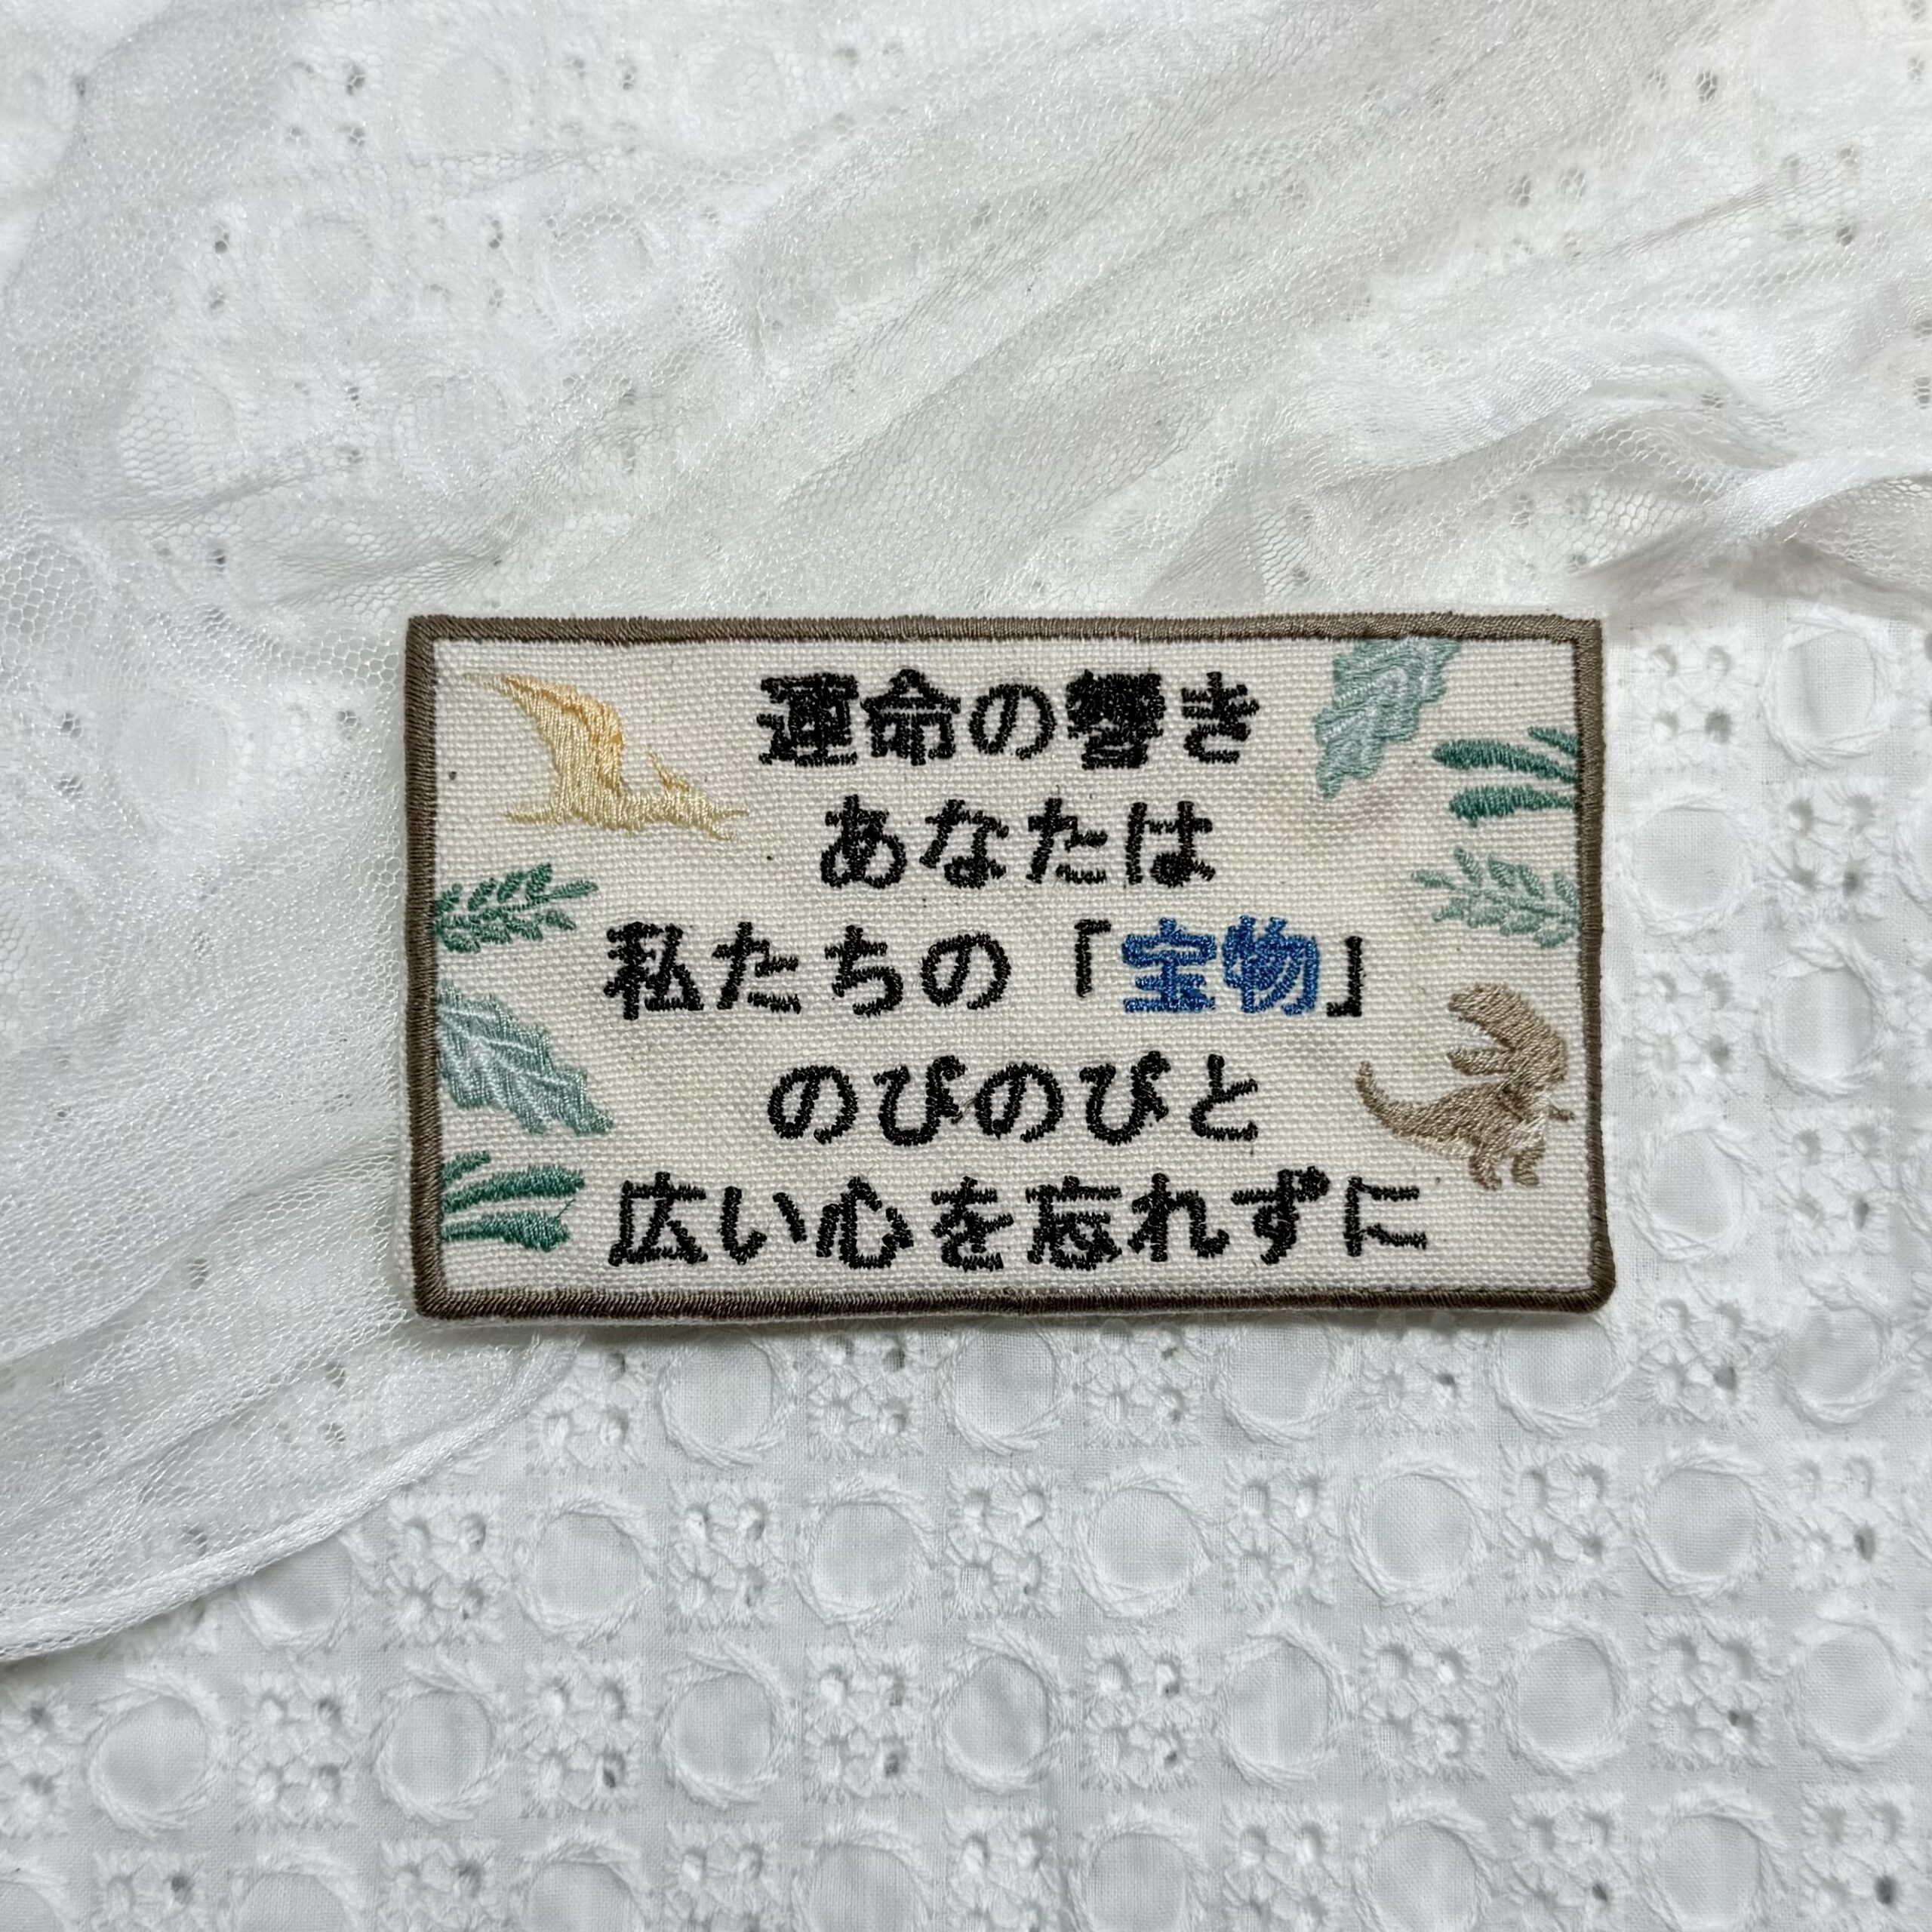 運命の響き
あなたは
私たちの「宝物」
のびのびと
広い心を忘れずに